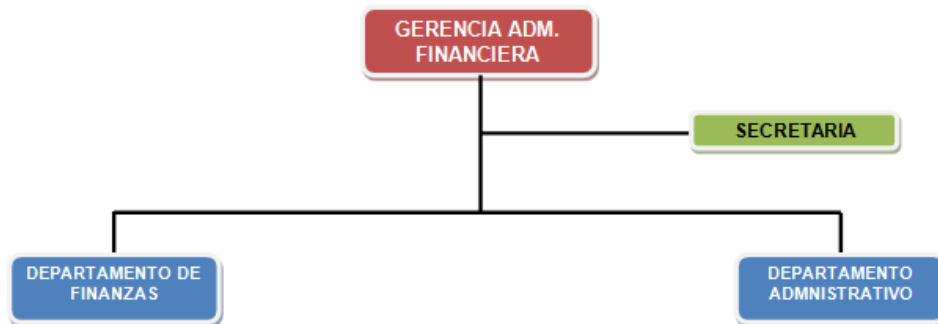 GERENCIA ADM.
FINANCIERA
SECRETARIA
DEPARTAMENTO DE
FINANZAS
DEPARTAMENTO
ADMNISTRATIVO